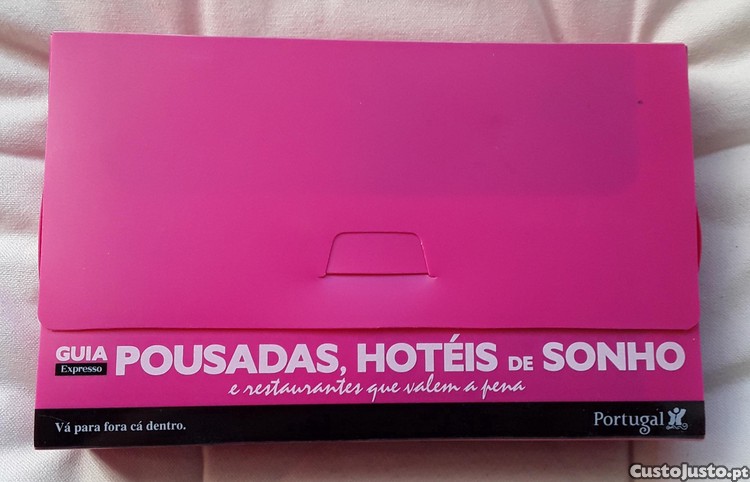 GUIA
Expresso
POUSADAS, HOTÉIS DE SONHO
e restaurantes que valem a pena
Vá para fora cá dentro.
Portugal
CustoJusto.pt